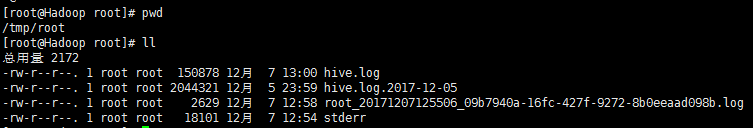 [root@Hadoop root]# pwd
/tmp/root
[root@Hadoop root]# ll
总用量 2172
-rw-r--r--. 1 root root  150878 12月  7 13:00 hive.log
-rw-r--r--. 1 root root 2044321 12月  5 23:59 hive.log.2017-12-05
-rw-r--r--. 1 root root    2629 12月  7 12:58 root_20171207125506_09b7940a-16fc-427f-9272-8b0eeaad098b.log
-rw-r--r--. 1 root root   18101 12月  7 12:54 stderr